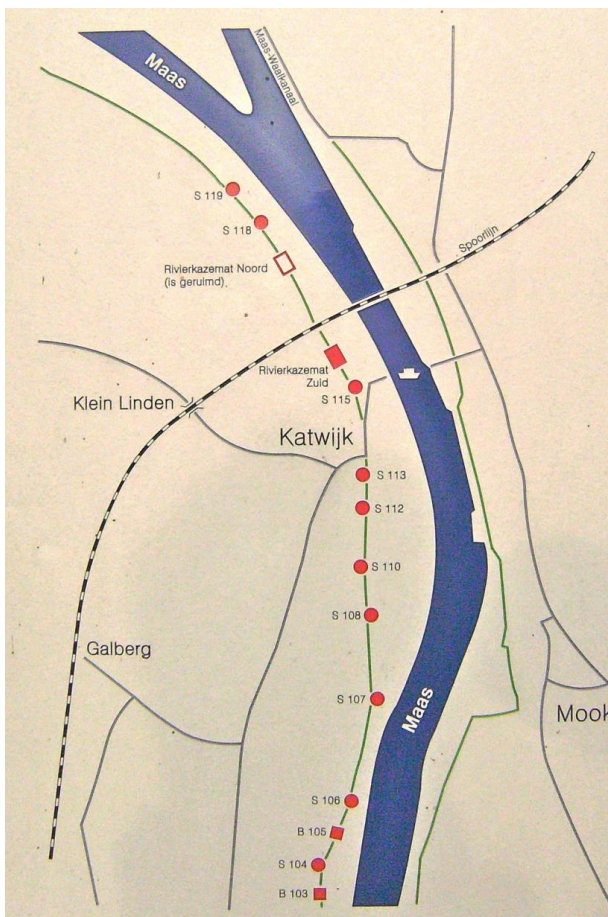 Maas
Maas-Waalkanaal
S 119
S 118
Spoorlijn
Rivierkazemat Noord
(is geruimd).
Rivierkazemat
Zuid
S 115
Klein Linden
Katwijk
S 113
S 112
S 110
S 108
Galberg
S 107
Maas
Mook
S 106
B 105
S 104
B 103